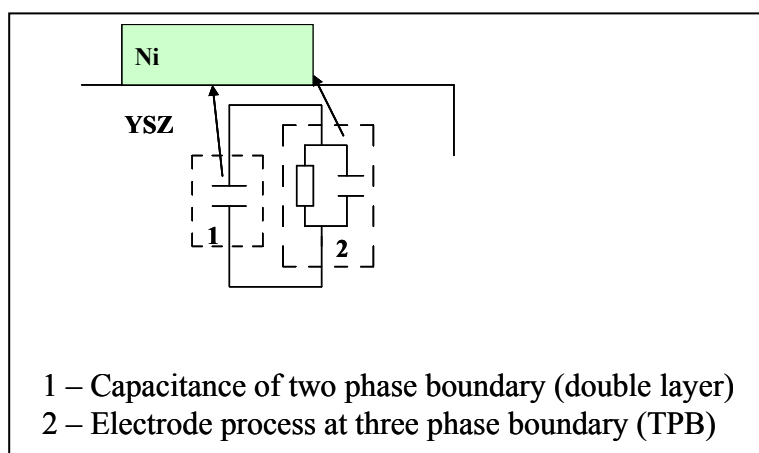 Ni
YSZ
1
2
1 – Capacitance of two phase boundary (double layer)
2 – Electrode process at three phase boundary (TPB)